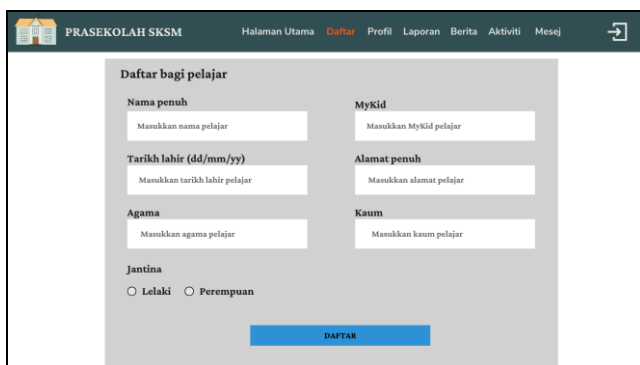 PRASEKOLAH SKSM
Halaman Utama Daftar Profil Laporan Berita Aktiviti Mesej
Daftar bagi pelajar
Nama penuh
Masukkan nama pelajar
MyKid
Masukkan MyKid pelajar
Tarikh lahir (dd/mm/yy)
Masukkan tarikh lahir pelajar
Alamat penuh
Masukkan alamat pelajar
Agama
Masukkan agama pelajar
Kaum
Masukkan kaum pelajar
Jantina
Lelaki Perempuan
DAFTAR